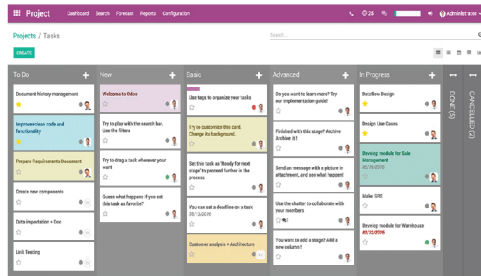 Project Dashboard Search Forecast Reports Configuration
26 Administrator
Projects / Tasks
Search...
CREATE
To Do
Document history management
Improvements code and
functionality
Prepare Requirements Document
Create new components
Data importation + Doc
Unit Testing
New
Welcome to Odoo
Try to play with the search bar.
Use the filters
Try to drag a task wherever your
want
Guess what happens if you set
this task as favorite?
Basic
Use tags to organize your tasks
Try to customize this card.
Change its background.
Set this task as 'Ready for next
stage' to proceed further in the
process
You can set a deadline on a task
Customer analysis + Architecture
Advanced
Do you want to learn more? Try
our implementation guide!
Finished with this stage? Archive
Archive it!
Send an message with a picture in
attachment, and see what happen!
Use the chatter to collaborate with
your members
You want to add a stage? Add a
new column!
In Progress
Dataflow Design
Design Use Cases
Develop module for Sale
Management
Make SRS
Develop module for Warehouse
DONE (5)
CANCELLED (2)